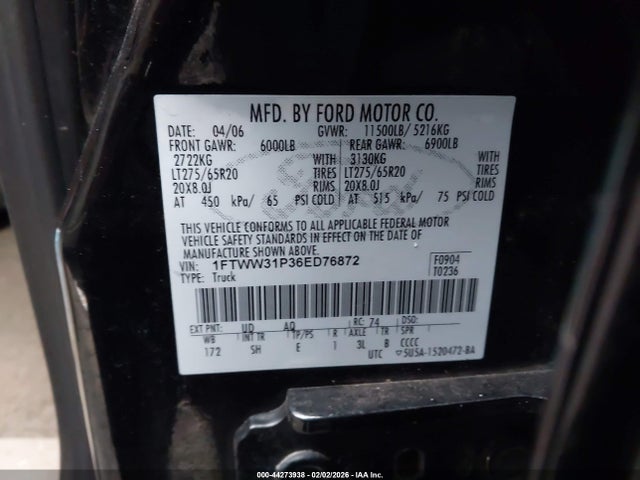 MFD. BY FORD MOTOR CO.
DATE: 04/06 GVWR: 11500LB/ 5216KG
FRONT GAWR: 6000LB REAR GAWR: 6900LB
2722KG WITH 3130KG WITH
LT275/65R20 TIRES LT275/65R20 TIRES
20X8.0J RIMS 20X8.0J RIMS
AT 450 kPa/ 65 PSI COLD AT 515 kPa/ 75 PSI COLD
THIS VEHICLE CONFORMS TO ALL APPLICABLE FEDERAL MOTOR
VEHICLE SAFETY STANDARDS IN EFFECT ON THE DATE OF
MANUFACTURE SHOWN ABOVE.
VIN: 1FTWW31P36ED76872 F0904
TYPE: Truck T0236
EXT PNT: UD AQ RC: 74 DSO:
WB INT TR TP/PS R AXLE TR SPR
172 SH E 1 3L B CCCC
UTC ▽5U5A-1520472-BA
000-44273938 - 02/02/2026 - IAA Inc.